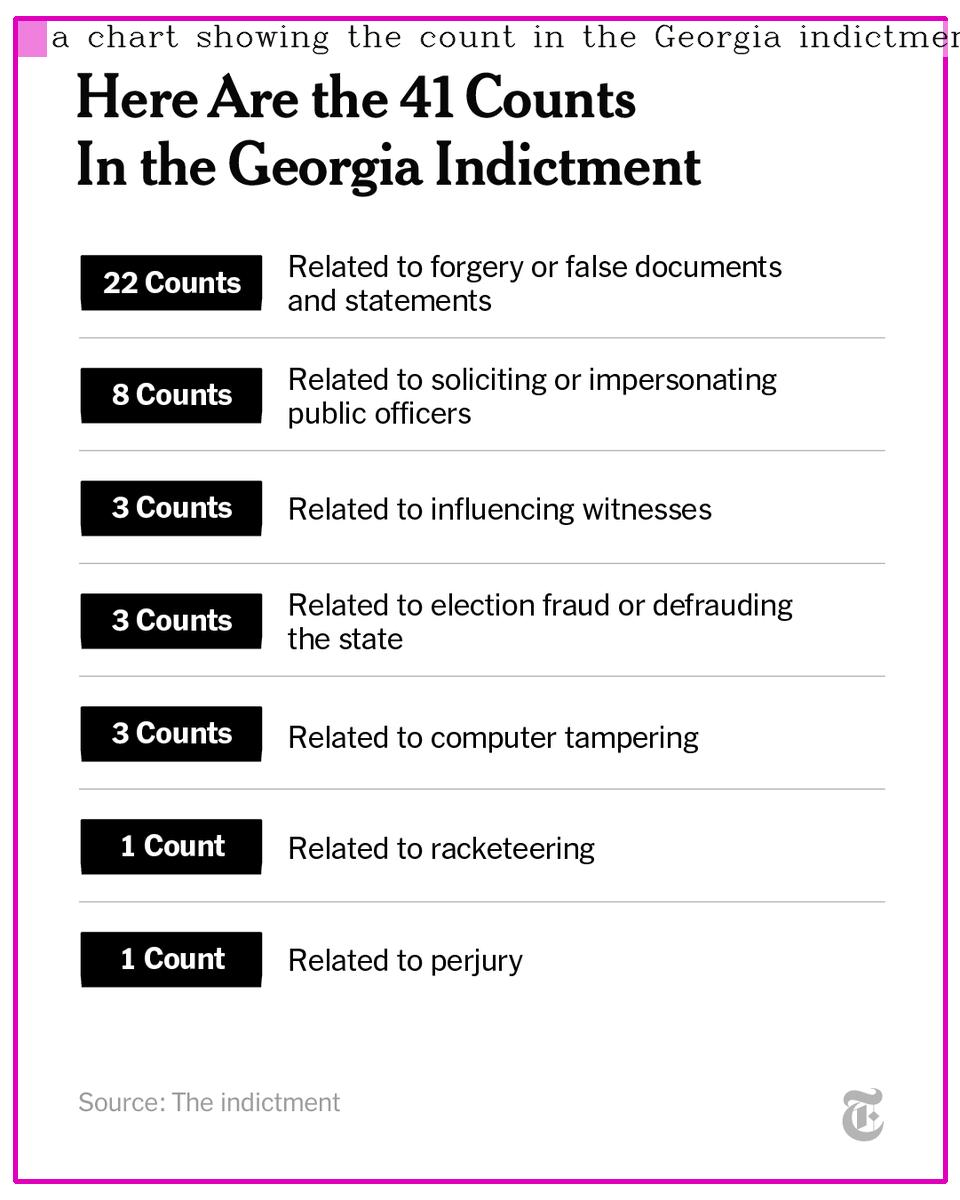 a chart showing the count in the Georgia
Here Are the 41 Counts
In the Georgia Indictment
22 Counts
Related to forgery or false documents
and statements
8 Counts
Related to soliciting or impersonating
public officers
3 Counts
Related to influencing witnesses
3 Counts
Related to election fraud or defrauding
the state
3 Counts
Related to computer tampering
1 Count
Related to racketeering
1 Count
Related to perjury
Source: The indictment
T